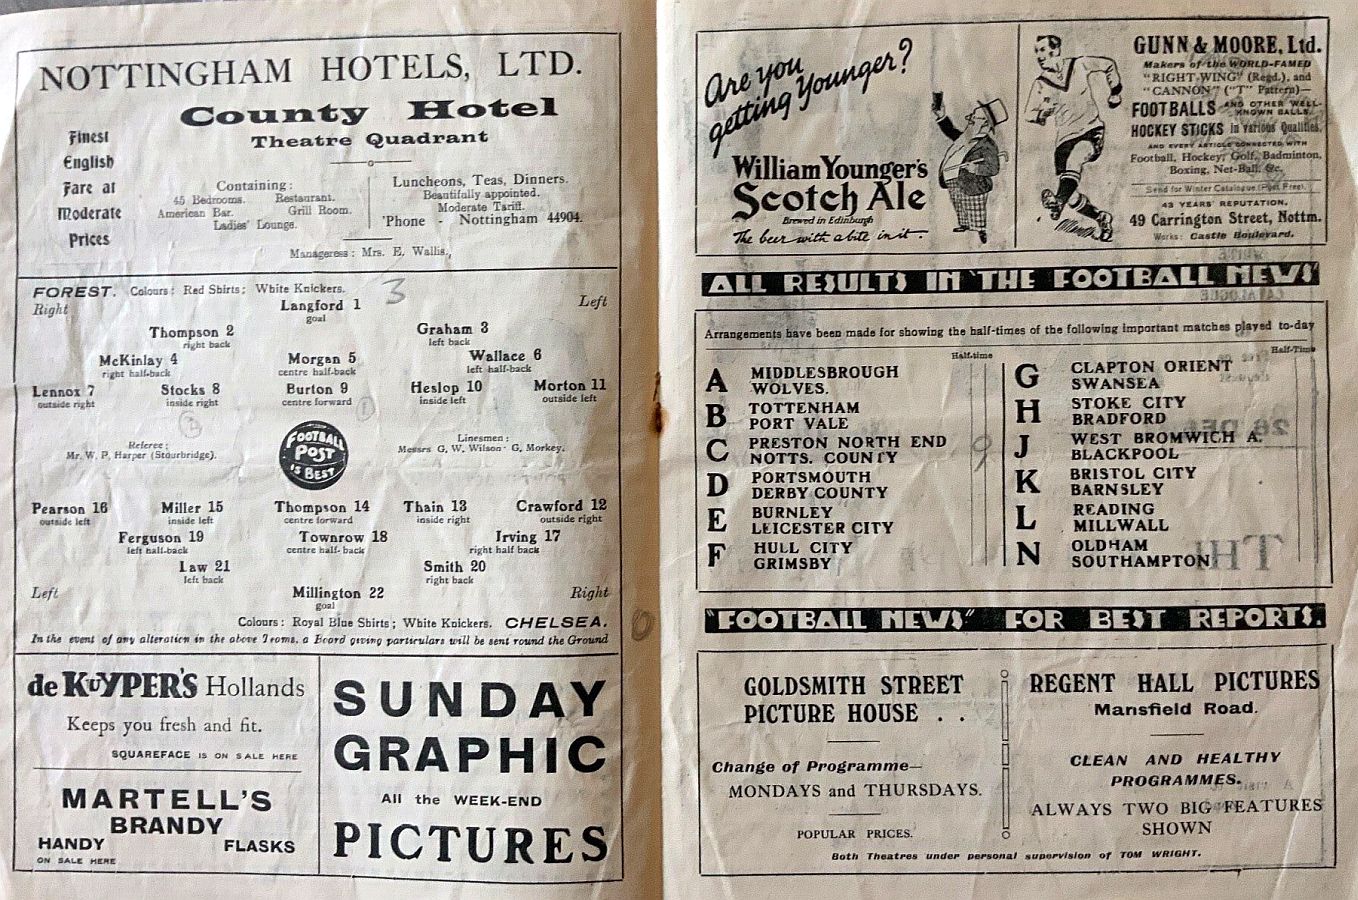 NOTTINGHAM HOTELS, LTD.
County Hotel
Theatre Quadrant
Finest
English
Fare at
Moderate
Prices
Containing:
45 Bedrooms. Restaurant.
American Bar. Grill Room.
Ladies' Lounge.
Luncheons, Teas, Dinners.
Beautifully appointed.
Moderate Tariff.
'Phone - Nottingham 44904.
Manageress: Mrs. E. Wallis.
FOREST. Colours: Red Shirts; White Knickers. 3
Right Langford 1 Left
goal
Thompson 2 Graham 3
right back left back
McKinlay 4 Morgan 5 Wallace 6
right half-back centre half-back left half-back
Lennox 7 Stocks 8 Burton 9 Heslop 10 Morton 11
outside right inside right centre forward inside left outside left
Referee:
Mr. W. P. Harper (Stourbridge).
FOOTBALL
POST
IS BEST
Linesmen:
Messrs G. W. Wilson - G. Morkey.
Pearson 16 Miller 15 Thompson 14 Thain 13 Crawford 12
outside left inside left centre forward inside right outside right
Ferguson 19 Townrow 18 Irving 17
left half-back centre half-back right half back
Law 21 Smith 20
left back right back
Left Millington 22 Right
goal
Colours: Royal Blue Shirts; White Knickers. CHELSEA. 0
In the event of any alteration in the above Teams, a Board giving particulars will be sent round the Ground
de KUYPER'S Hollands
Keeps you fresh and fit.
SQUAREFACE IS ON SALE HERE
MARTELL'S
BRANDY
HANDY FLASKS
ON SALE HERE
SUNDAY
GRAPHIC
All the WEEK-END
PICTURES
Are you
getting Younger?
William Younger's
Scotch Ale
Brewed in Edinburgh
The beer with a bite in it.
GUNN & MOORE, Ltd.
Makers of the WORLD-FAMED
"RIGHT-WING" (Regd.), and
"CANNON" ("T" Pattern)—
FOOTBALLS AND OTHER WELL-KNOWN BALLS.
HOCKEY STICKS in various Qualities.
AND EVERY ARTICLE CONNECTED WITH
Football, Hockey, Golf, Badminton,
Boxing, Net-Ball, &c.
Send for Winter Catalogue (Post Free).
43 YEARS' REPUTATION.
49 Carrington Street, Nottm.
Works: Castle Boulevard.
ALL RESULTS IN THE FOOTBALL NEWS
Arrangements have been made for showing the half-times of the following important matches played to-day
Half-time
A MIDDLESBROUGH
WOLVES.
B TOTTENHAM
PORT VALE
C PRESTON NORTH END
NOTTS. COUNTY
D PORTSMOUTH
DERBY COUNTY
E BURNLEY
LEICESTER CITY
F HULL CITY
GRIMSBY
Half-Time
G CLAPTON ORIENT
SWANSEA
H STOKE CITY
BRADFORD
J WEST BROMWICH A.
BLACKPOOL
K BRISTOL CITY
BARNSLEY
L READING
MILLWALL
N OLDHAM
SOUTHAMPTON
"FOOTBALL NEWS" FOR BEST REPORTS.
GOLDSMITH STREET
PICTURE HOUSE . .
Change of Programme—
MONDAYS and THURSDAYS.
POPULAR PRICES.
REGENT HALL PICTURES
Mansfield Road.
CLEAN AND HEALTHY
PROGRAMMES.
ALWAYS TWO BIG FEATURES
SHOWN
Both Theatres under personal supervision of TOM WRIGHT.